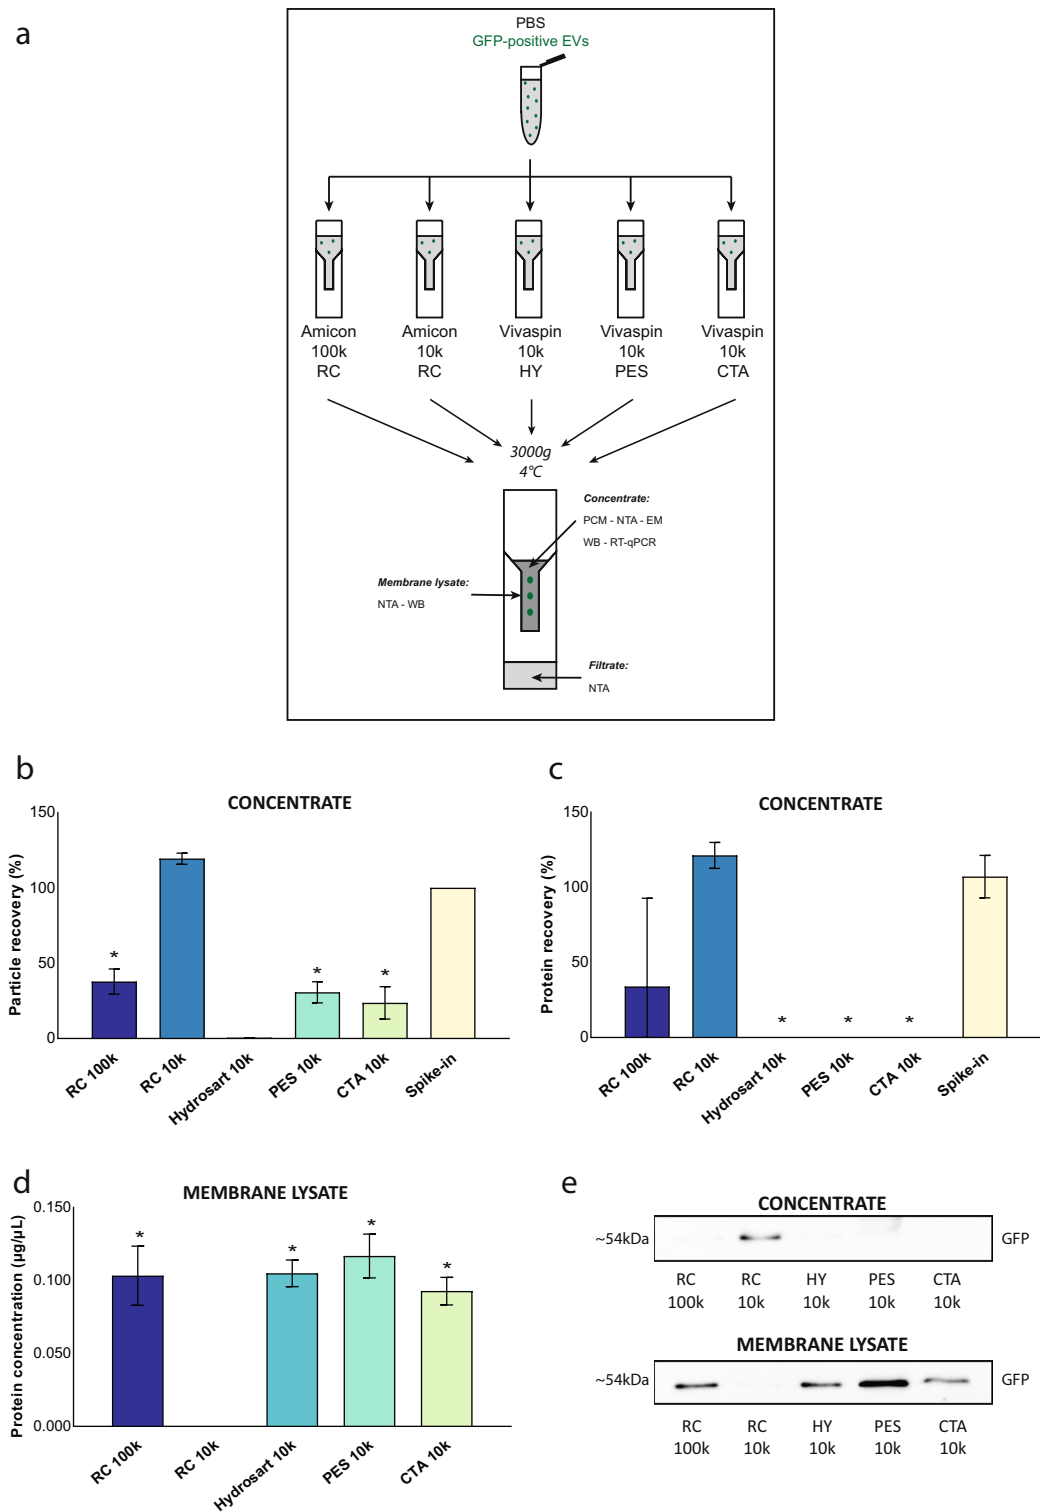 a
PBS
GFP-positive EVs
Amicon
100k
RC
Amicon
10k
RC
Vivaspin
10k
HY
Vivaspin
10k
PES
Vivaspin
10k
CTA
3000g
4°C
Concentrate:
PCM - NTA - EM
WB - RT-qPCR
Membrane lysate:
NTA - WB
Filtrate:
NTA
b
CONCENTRATE
Particle recovery (%)
150
100
50
0
*
*
*
RC 100k
RC 10k
Hydrosart 10k
PES 10k
CTA 10k
Spike-in
c
CONCENTRATE
Protein recovery (%)
150
100
50
0
*
*
*
RC 100k
RC 10k
Hydrosart 10k
PES 10k
CTA 10k
Spike-in
d
MEMBRANE LYSATE
Protein concentration (µg/µL)
0.150
0.100
0.050
0.000
*
*
*
*
RC 100k
RC 10k
Hydrosart 10k
PES 10k
CTA 10k
e
CONCENTRATE
~54kDa
GFP
RC RC HY PES CTA
100k 10k 10k 10k 10k
MEMBRANE LYSATE
~54kDa
GFP
RC RC HY PES CTA
100k 10k 10k 10k 10k